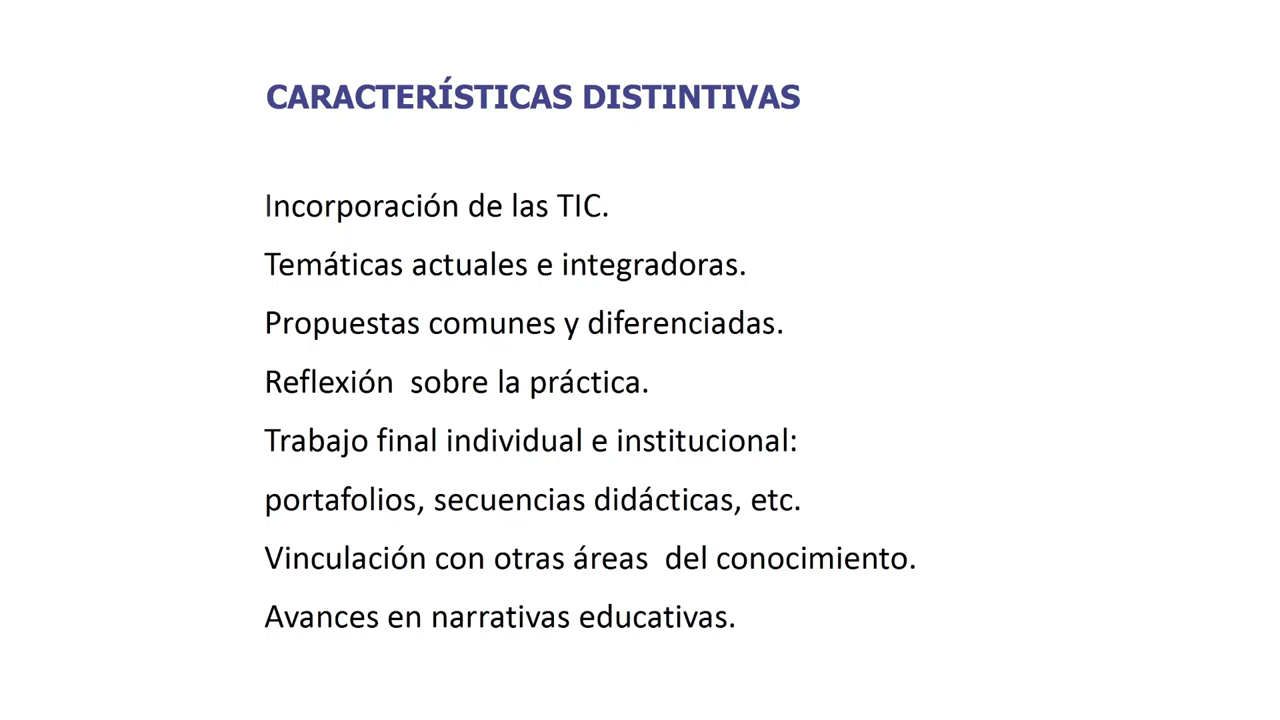 CARACTERÍSTICAS DISTINTIVAS
Incorporación de las TIC.
Temáticas actuales e integradoras.
Propuestas comunes y diferenciadas.
Reflexión  sobre la práctica.
Trabajo final individual e institucional:
portafolios, secuencias didácticas, etc.
Vinculación con otras áreas  del conocimiento.
Avances en narrativas educativas.